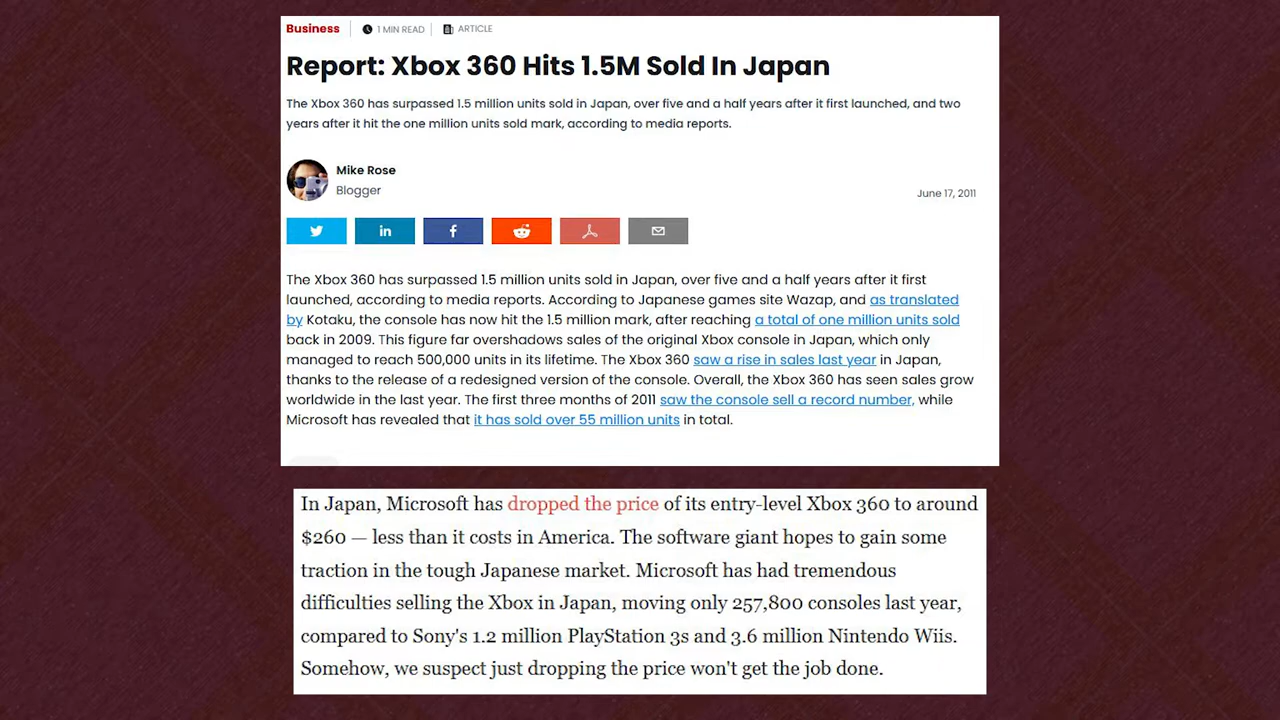 Business
1 MIN READ
ARTICLE
Report: Xbox 360 Hits 1.5M Sold In Japan
The Xbox 360 has surpassed 1.5 million units sold in Japan, over five and a half years after it first launched, and two
years after it hit the one million units sold mark, according to media reports.
Mike Rose
Blogger
June 17, 2011
in
f
The Xbox 360 has surpassed 1.5 million units sold in Japan, over five and a half years after it first
launched, according to media reports. According to Japanese games site Wazap, and as translated
by Kotaku, the console has now hit the 1.5 million mark, after reaching a total of one million units sold
back in 2009. This figure far overshadows sales of the original Xbox console in Japan, which only
managed to reach 500,000 units in its lifetime. The Xbox 360 saw a rise in sales last year in Japan,
thanks to the release of a redesigned version of the console. Overall, the Xbox 360 has seen sales grow
worldwide in the last year. The first three months of 2011 saw the console sell a record number, while
Microsoft has revealed that it has sold over 55 million units in total.
In Japan, Microsoft has dropped the price of its entry-level Xbox 360 to around
$260 — less than it costs in America. The software giant hopes to gain some
traction in the tough Japanese market. Microsoft has had tremendous
difficulties selling the Xbox in Japan, moving only 257,800 consoles last year,
compared to Sony's 1.2 million PlayStation 3s and 3.6 million Nintendo Wiis.
Somehow, we suspect just dropping the price won't get the job done.